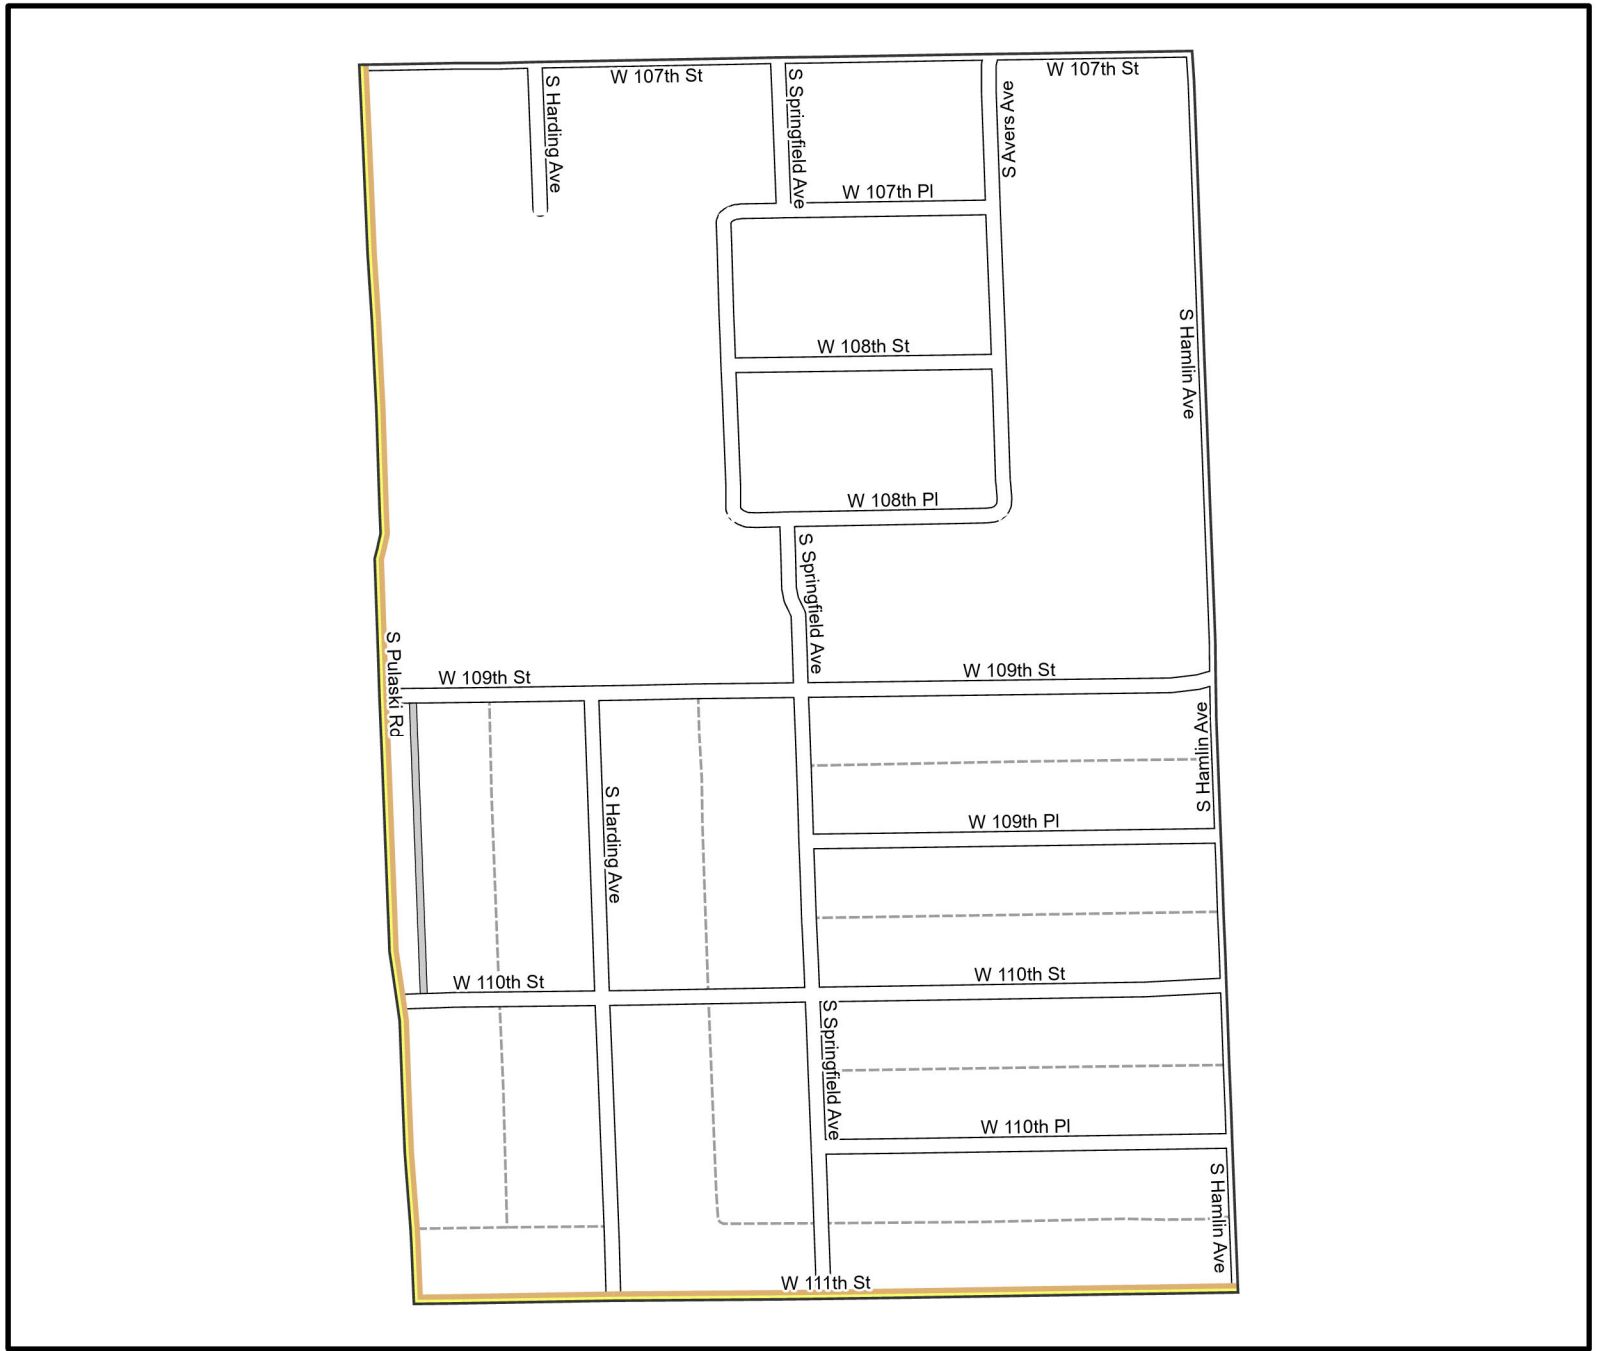 W 107th St
W 107th St
S Harding Ave
S Springfield Ave
S Avers Ave
W 107th Pl
W 108th St
S Hamlin Ave
W 108th Pl
S Springfield Ave
S Pulaski Rd
W 109th St
W 109th St
S Hamlin Ave
S Harding Ave
W 109th Pl
W 110th St
W 110th St
S Springfield Ave
W 110th Pl
S Hamlin Ave
W 111th St